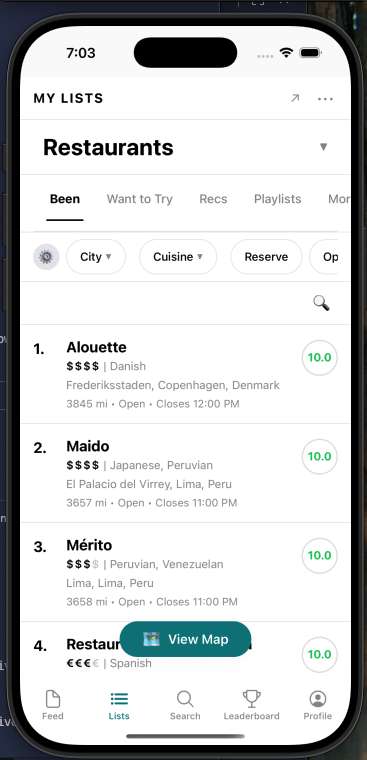 7:03
MY LISTS
Restaurants
Been Want to Try Recs Playlists Mor
City Cuisine Reserve Op
1. Alouette 10.0
$$$$ | Danish
Frederiksstaden, Copenhagen, Denmark
3845 mi • Open • Closes 12:00 PM
2. Maido 10.0
$$$$ | Japanese, Peruvian
El Palacio del Virrey, Lima, Peru
3657 mi • Open • Closes 11:00 PM
3. Mérito 10.0
$$$$ | Peruvian, Venezuelan
Lima, Lima, Peru
3658 mi • Open • Closes 11:00 PM
4. Restaur 10.0
View Map
€€€€ | Spanish
Feed Lists Search Leaderboard Profile